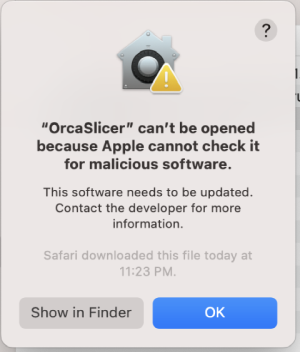 ?
"OrcaSlicer" can't be opened
because Apple cannot check it
for malicious software.
This software needs to be updated.
Contact the developer for more
information.
Safari downloaded this file today at
11:23 PM.
Show in Finder
OK